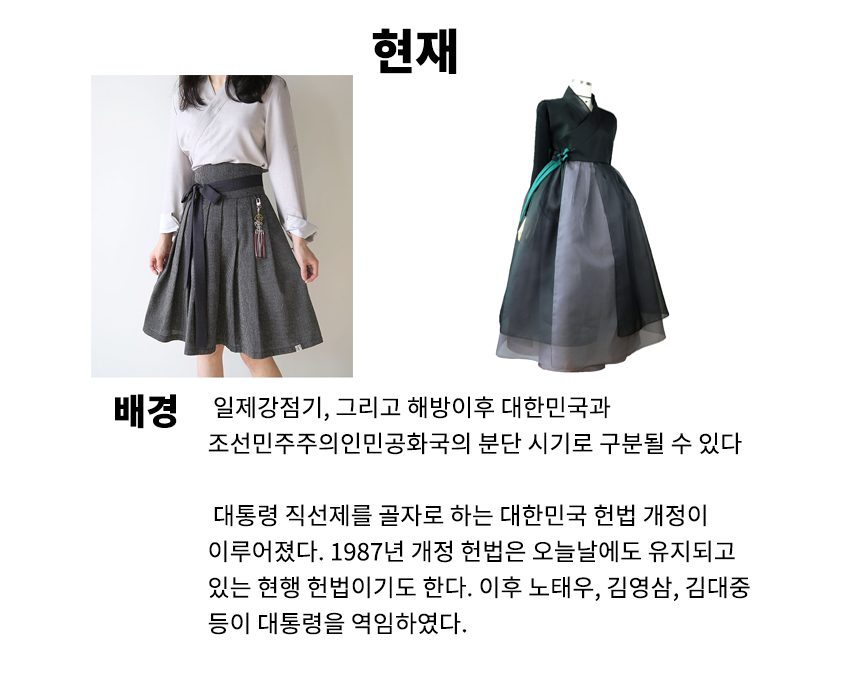 현재
배경
일제강점기, 그리고 해방이후 대한민국과
조선민주주의인민공화국의 분단 시기로 구분될 수 있다
대통령 직선제를 골자로 하는 대한민국 헌법 개정이
이루어졌다. 1987년 개정 헌법은 오늘날에도 유지되고
있는 현행 헌법이기도 한다. 이후 노태우, 김영삼, 김대중
등이 대통령을 역임하였다.